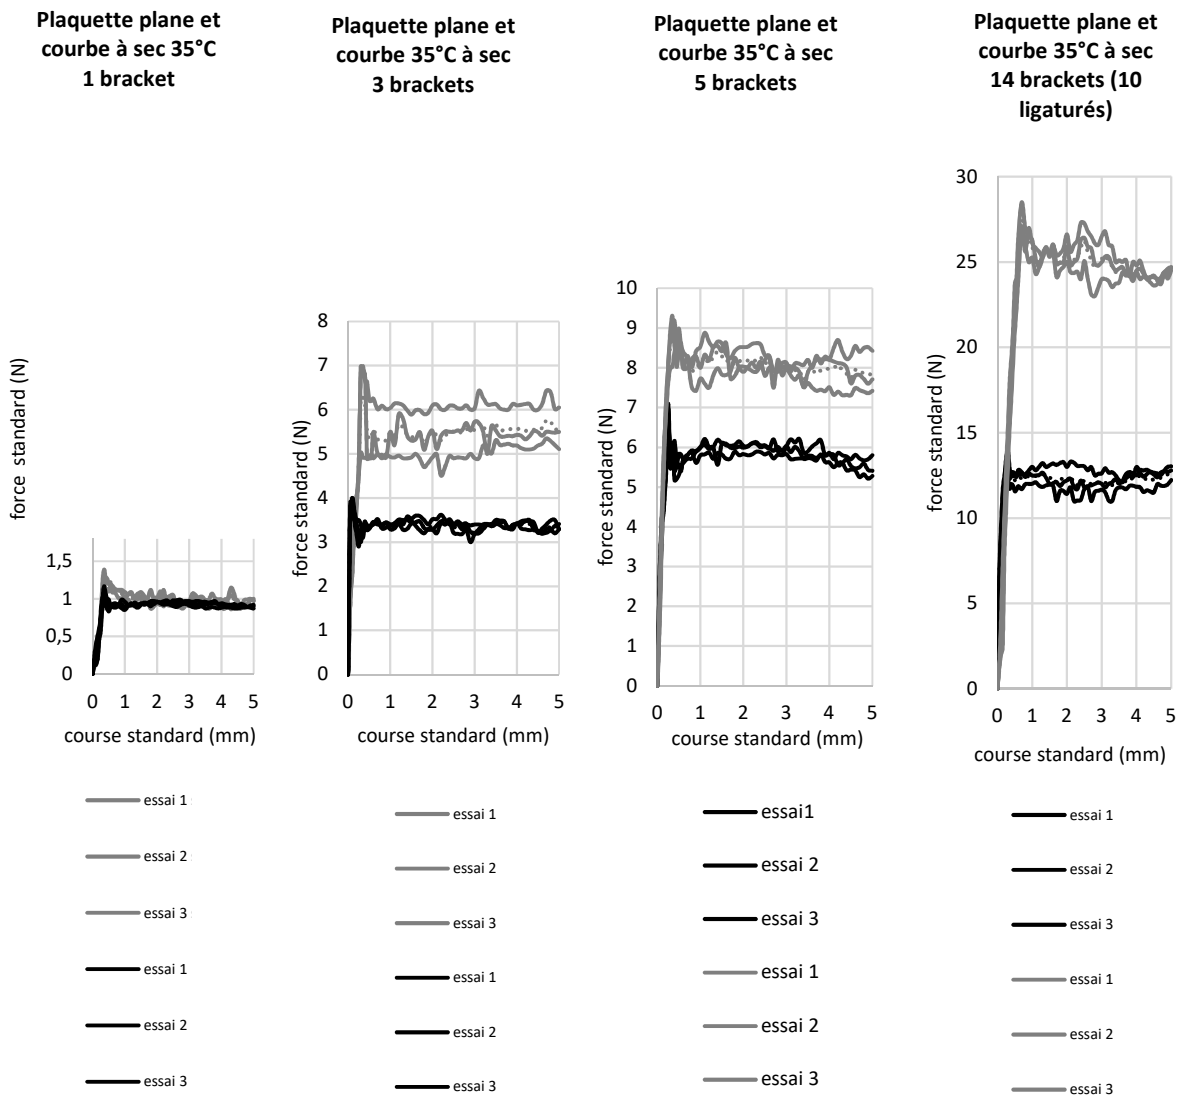 Plaquette plane et
courbe à sec 35°C
1 bracket
Plaquette plane et
courbe 35°C à sec
3 brackets
Plaquette plane et
courbe 35°C à sec
5 brackets
Plaquette plane et
courbe 35°C à sec
14 brackets (10
ligaturés)
force standard (N)
1,5
1
0,5
0
0 1 2 3 4 5
course standard (mm)
essai 1
essai 2
essai 3
essai 1
essai 2
essai 3
force standard (N)
8
7
6
5
4
3
2
1
0
0 1 2 3 4 5
course standard (mm)
essai 1
essai 2
essai 3
essai 1
essai 2
essai 3
force standard (N)
10
9
8
7
6
5
4
3
2
1
0
0 1 2 3 4 5
course standard (mm)
essai1
essai 2
essai 3
essai 1
essai 2
essai 3
force standard (N)
30
25
20
15
10
5
0
0 1 2 3 4 5
course standard (mm)
essai 1
essai 2
essai 3
essai 1
essai 2
essai 3